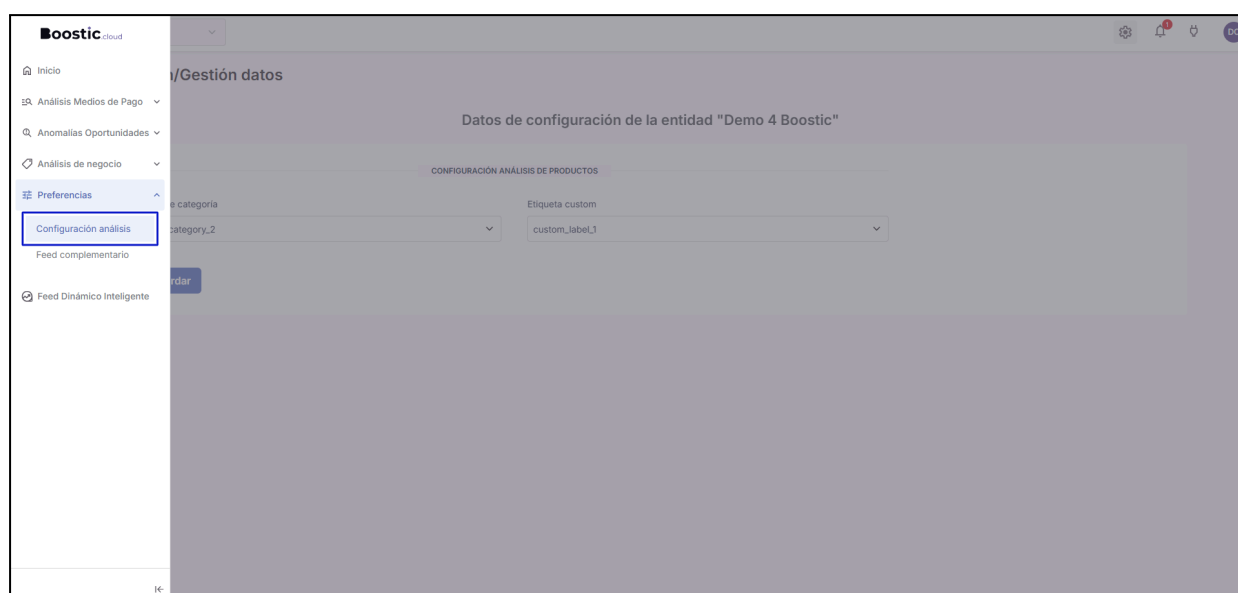 Boostic.cloud
1
DC
Inicio
n/Gestión datos
Análisis Medios de Pago
Datos de configuración de la entidad "Demo 4 Boostic"
Anomalías Oportunidades
Análisis de negocio
CONFIGURACIÓN ANÁLISIS DE PRODUCTOS
Preferencias
e categoría
Etiqueta custom
Configuración análisis
category_2
custom_label_1
Feed complementario
rdar
Feed Dinámico Inteligente